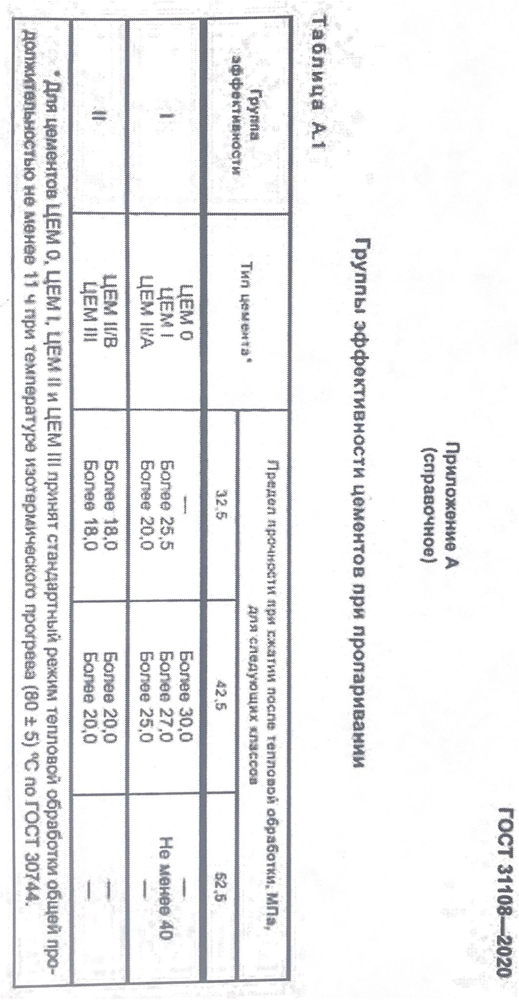 ГОСТ 31108—2020
Приложение А
(справочное)
Группы эффективности цементов при пропаривании
Таблица А.1
Группа
эффективности
Тип цемента*
Предел прочности при сжатии после тепловой обработки, МПа,
для следующих классов
32,5
42,5
52,5
I
ЦЕМ 0
—
Более 30,0
—
ЦЕМ I
Более 25,5
Более 27,0
Не менее 40
ЦЕМ II/А
Более 20,0
Более 25,0
—
II
ЦЕМ II/В
Более 18,0
Более 20,0
—
ЦЕМ III
Более 18,0
Более 20,0
—
* Для цементов ЦЕМ 0, ЦЕМ I, ЦЕМ II и ЦЕМ III принят стандартный режим тепловой обработки общей про-
должительностью не менее 11 ч при температуре изотермического прогрева (80 ± 5) °С по ГОСТ 30744.